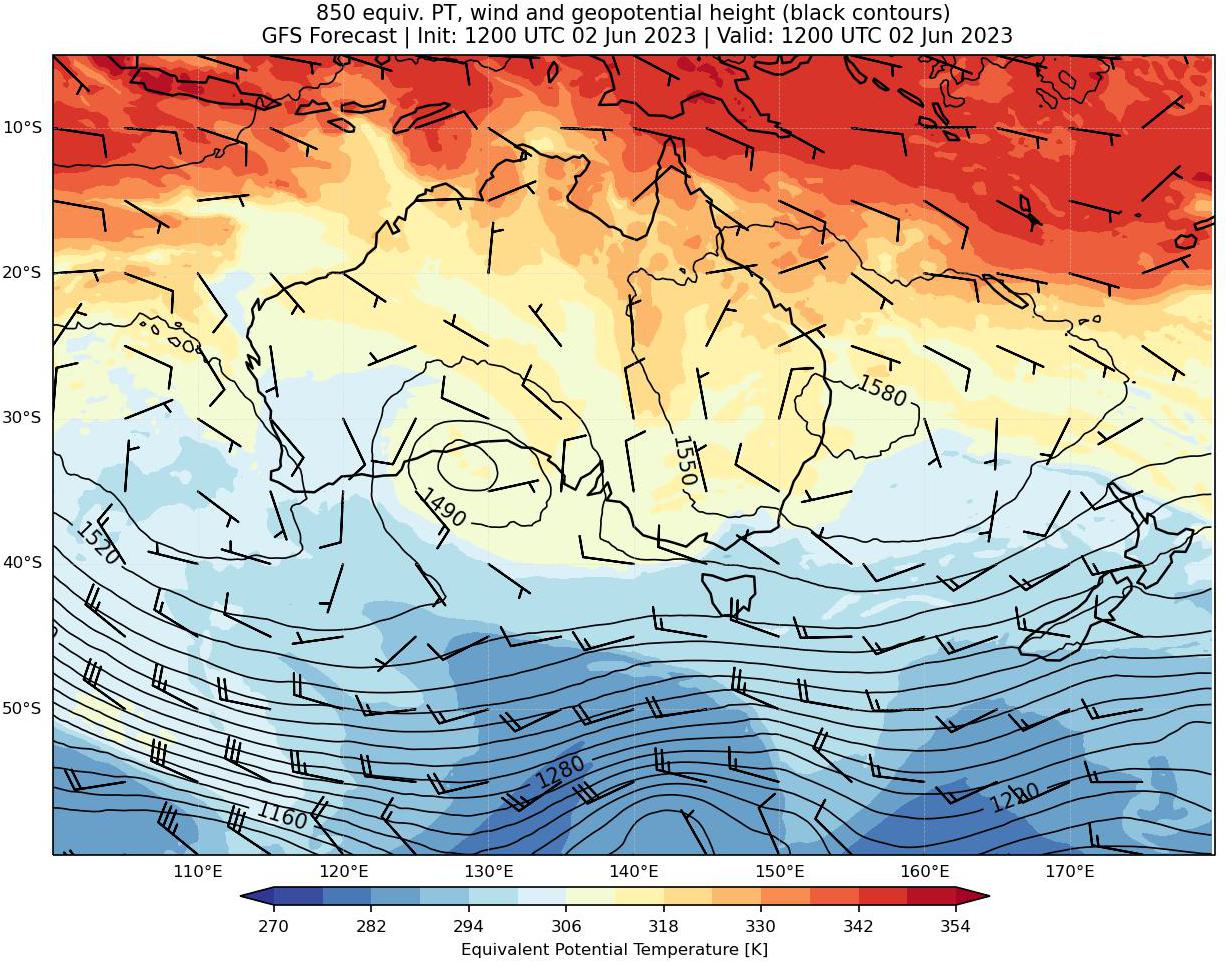 850 equiv. PT, wind and geopotential height (black contours)
GFS Forecast | Init: 1200 UTC 02 Jun 2023 | Valid: 1200 UTC 02 Jun 2023
10°S
20°S
30°S
40°S
50°S
1580
1550
1490
1520
1280
1220
1160
110°E 120°E 130°E 140°E 150°E 160°E 170°E
270 282 294 306 318 330 342 354
Equivalent Potential Temperature [K]